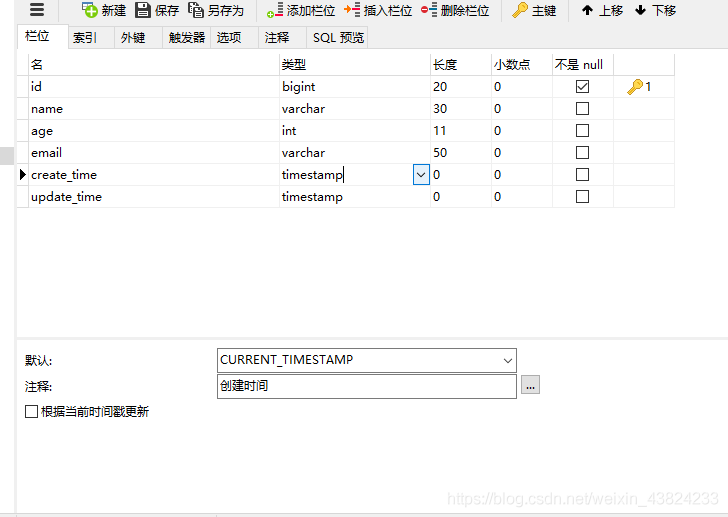 新建 保存 另存为 添加栏位 插入栏位 删除栏位 主键 上移 下移
栏位 索引 外键 触发器 选项 注释 SQL 预览
名 类型 长度 小数点 不是 null
id bigint 20 0 1
name varchar 30 0
age int 11 0
email varchar 50 0
create_time timestamp 0 0
update_time timestamp 0 0
默认: CURRENT_TIMESTAMP
注释: 创建时间 ...
根据当前时间戳更新
https://blog.csdn.net/weixin_43824233